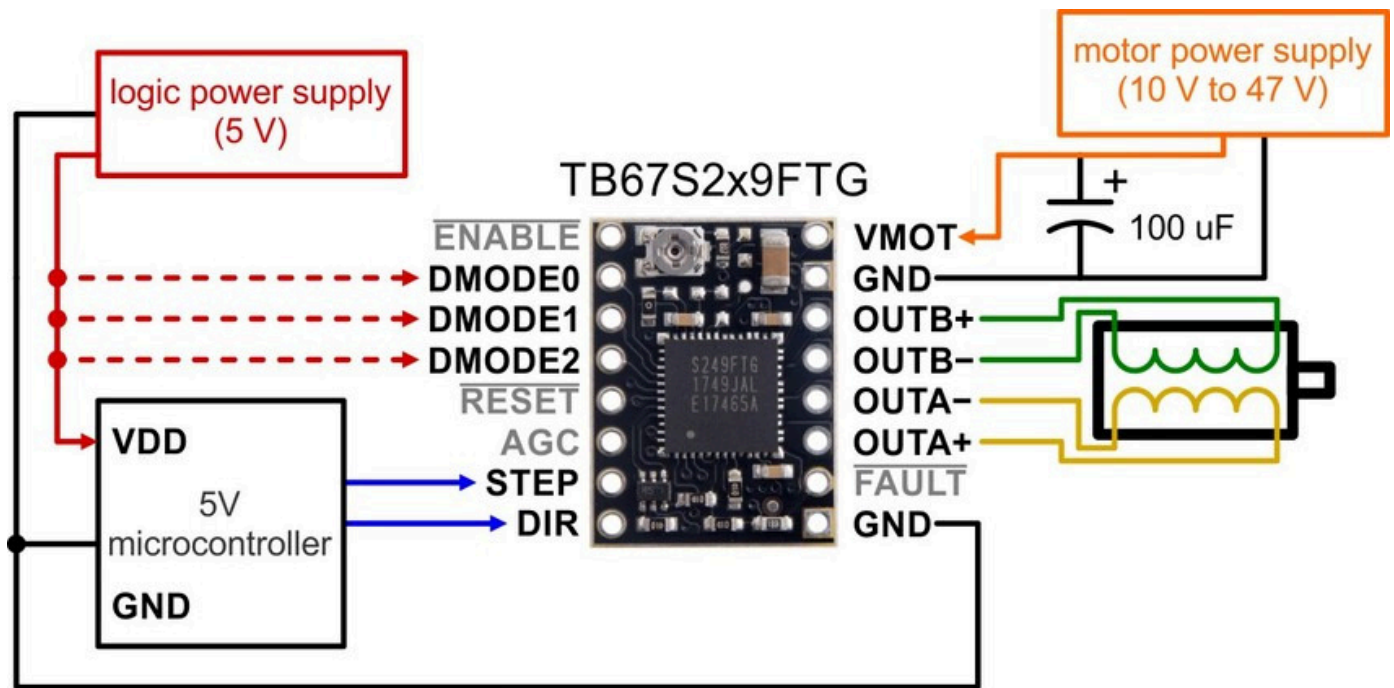 logic power supply
(5 V)
motor power supply
(10 V to 47 V)
TB67S2x9FTG
+
100 uF
ENABLE
DMODE0
DMODE1
DMODE2
RESET
AGC
STEP
DIR
S249FTG
1749JAL
E17465A
VMOT
GND
OUTB+
OUTB−
OUTA−
OUTA+
FAULT
GND
VDD
5V
microcontroller
GND